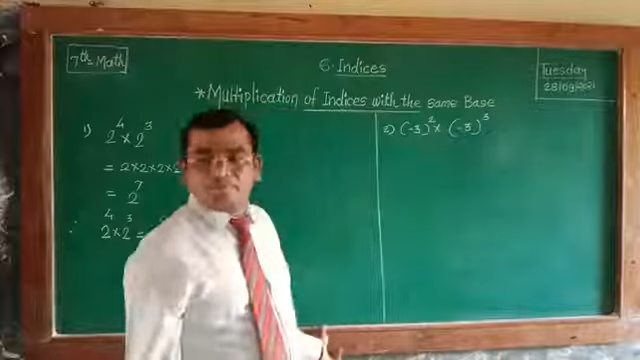 7th Math
6. Indices
Tuesday
28/09/2021
*Multiplication of Indices with the same Base
1) 2⁴ × 2³
= 2×2×2×2
= 2⁷
∴ 2⁴×2³ =
2) (-3)² × (-3)³